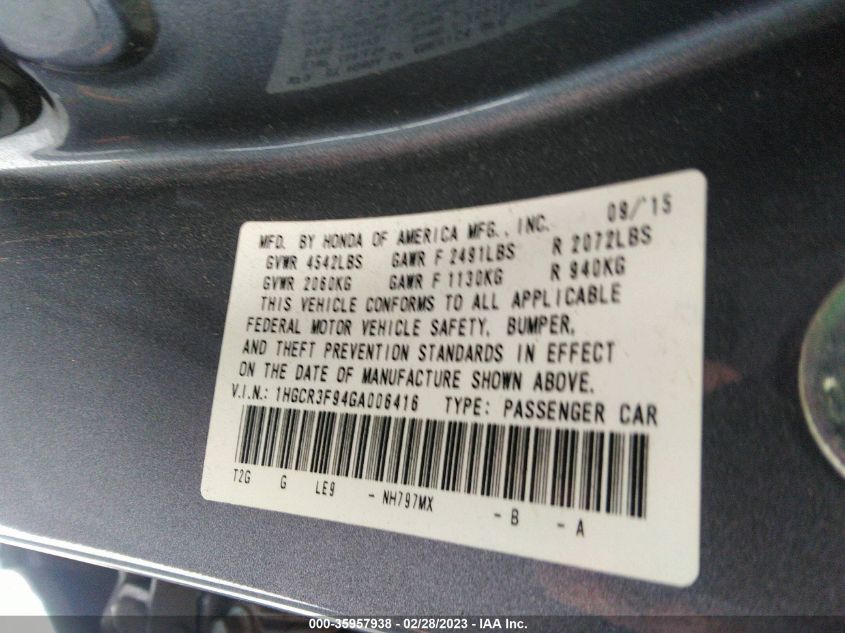 MFD. BY HONDA OF AMERICA MFG., INC. 09/'15
GVWR 4542LBS GAWR F 2491LBS R 2072LBS
GVWR 2060KG GAWR F 1130KG R 940KG
THIS VEHICLE CONFORMS TO ALL APPLICABLE
FEDERAL MOTOR VEHICLE SAFETY, BUMPER,
AND THEFT PREVENTION STANDARDS IN EFFECT
ON THE DATE OF MANUFACTURE SHOWN ABOVE.
V.I.N.: 1HGCR3F94GA006416 TYPE: PASSENGER CAR
T2G G LE9 - NH797MX - B - A
000-35957938 - 02/28/2023 - IAA Inc.